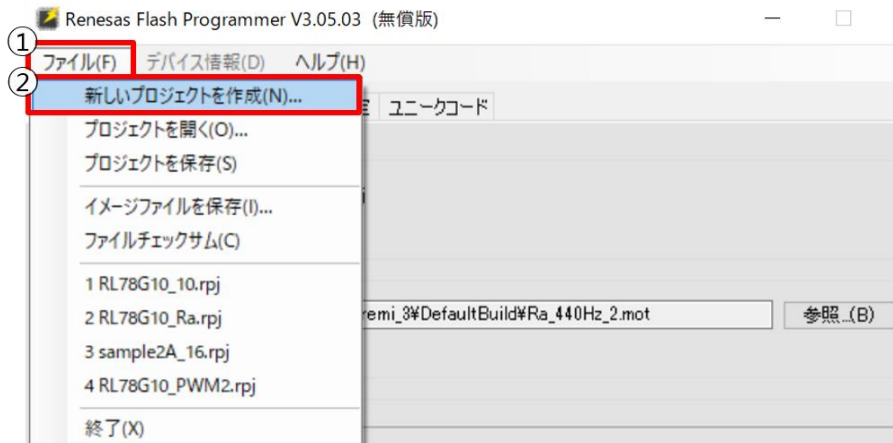 Renesas Flash Programmer V3.05.03 (無償版)
①
ファイル(F) デバイス情報(D) ヘルプ(H)
②
新しいプロジェクトを作成(N)...
ユニークコード
プロジェクトを開く(O)...
プロジェクトを保存(S)
イメージファイルを保存(I)...
ファイルチェックサム(C)
1 RL78G10_10.rpj
2 RL78G10_Ra.rpj
emi_3¥DefaultBuild¥Ra_440Hz_2.mot
参照...(B)
3 sample2A_16.rpj
4 RL78G10_PWM2.rpj
終了(X)